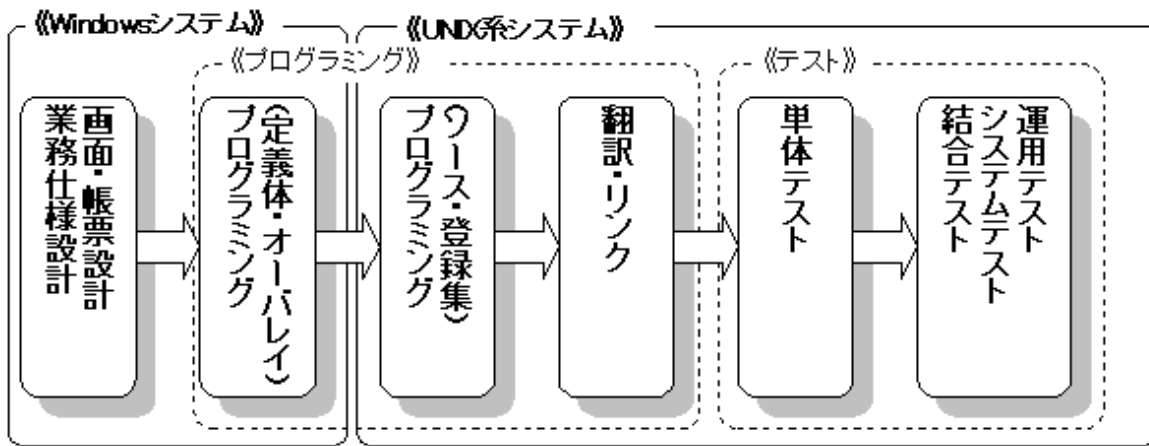 《Windowsシステム》
《UNIX系システム》
《プログラミング》
《テスト》
業務仕様設計
画面・帳票設計
プログラミング
(定義体・オーバレイ)
プログラミング
(ソース・登録集)
翻訳・リンク
単体テスト
結合テスト
システムテスト
運用テスト